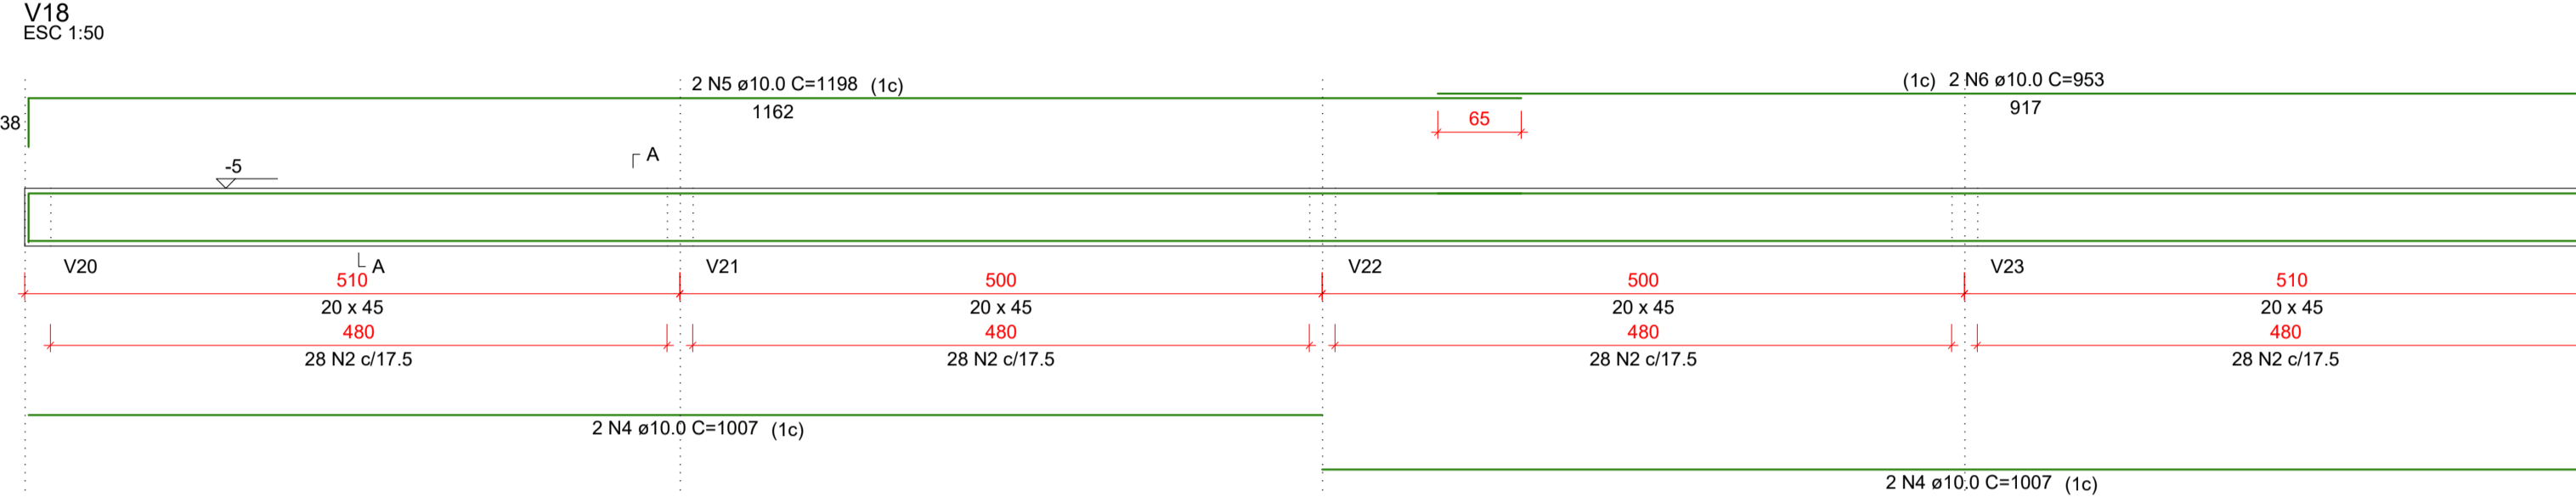 V18
ESC 1:50
2 N5 ø10.0 C=1198 (1c)
(1c) 2 N6 ø10.0 C=953
1162
917
38
65
A
-5
V20
A
V21
V22
V23
510
500
500
510
20 x 45
20 x 45
20 x 45
20 x 45
480
480
480
480
28 N2 c/17.5
28 N2 c/17.5
28 N2 c/17.5
28 N2 c/17.5
2 N4 ø10.0 C=1007 (1c)
2 N4 ø10.0 C=1007 (1c)